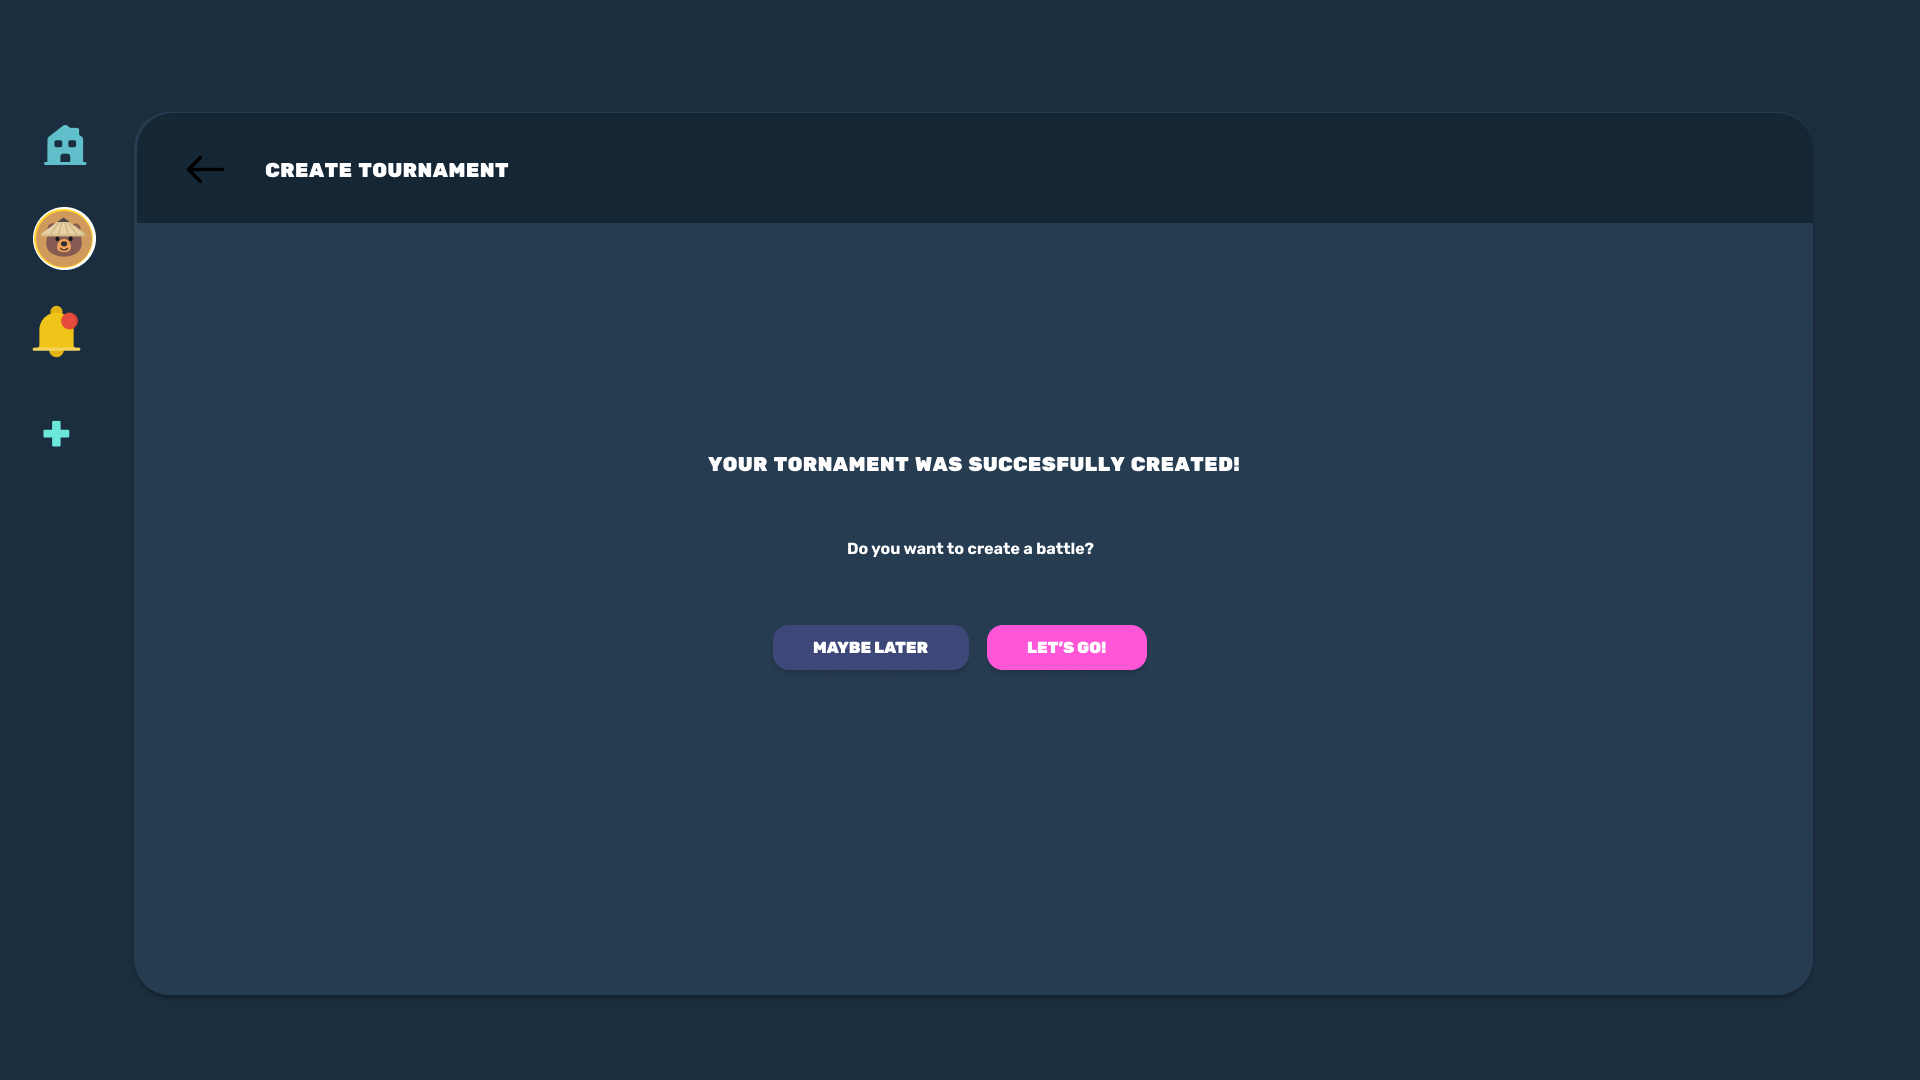 CREATE TOURNAMENT
YOUR TORNAMENT WAS SUCCESFULLY CREATED!
Do you want to create a battle?
MAYBE LATER
LET'S GO!